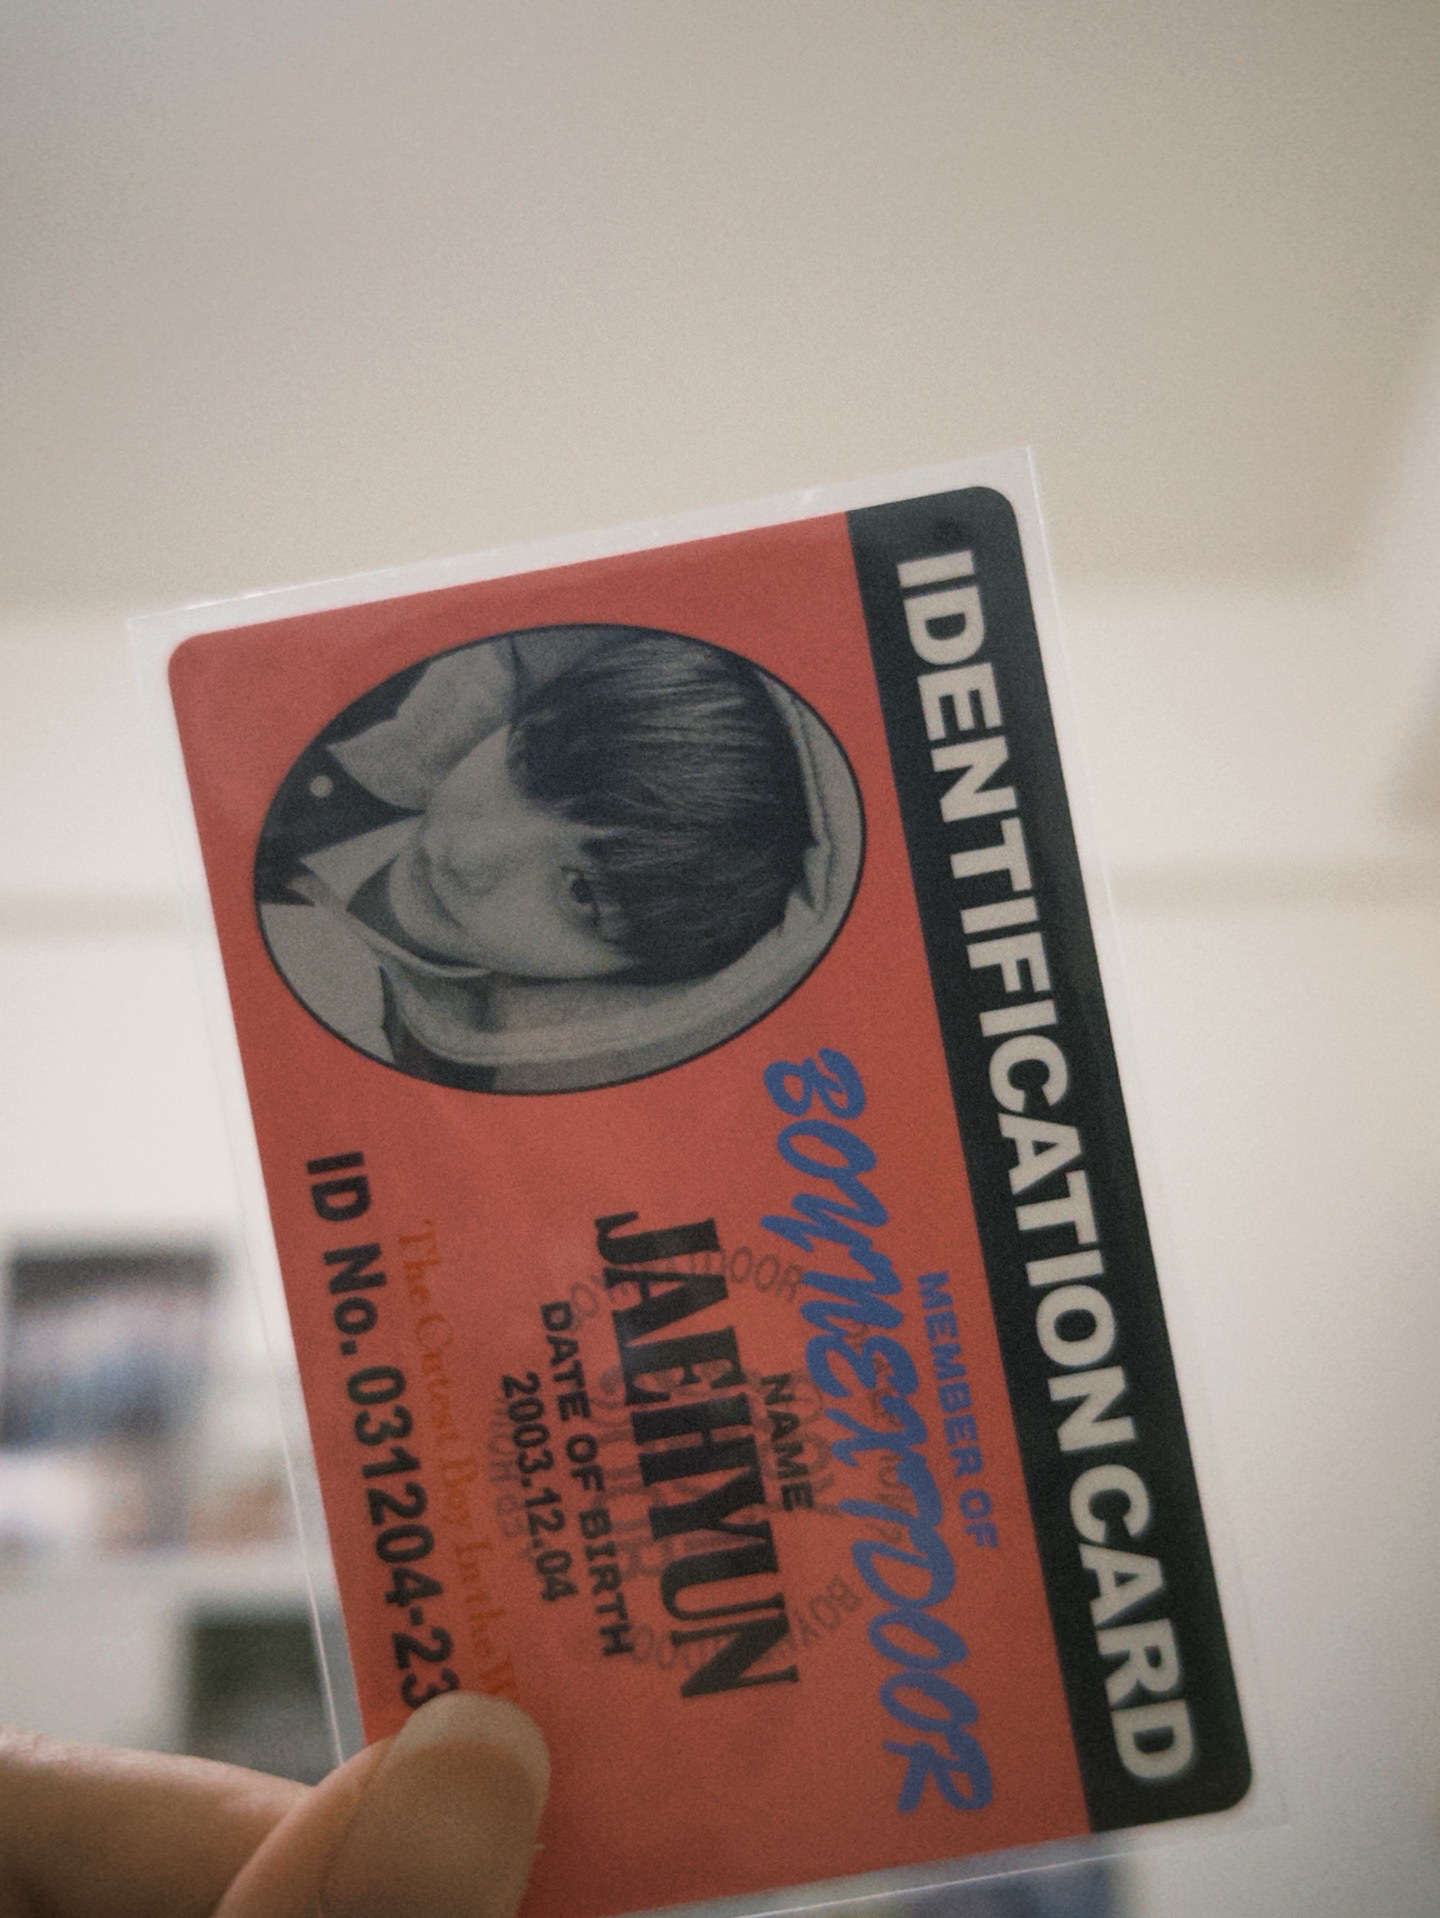 IDENTIFICATION CARD
MEMBER OF
BOYNEXTDOOR
NAME
JAEHYUN
DATE OF BIRTH
2003.12.04
The Cutest Boy In the
ID No. 031204-23